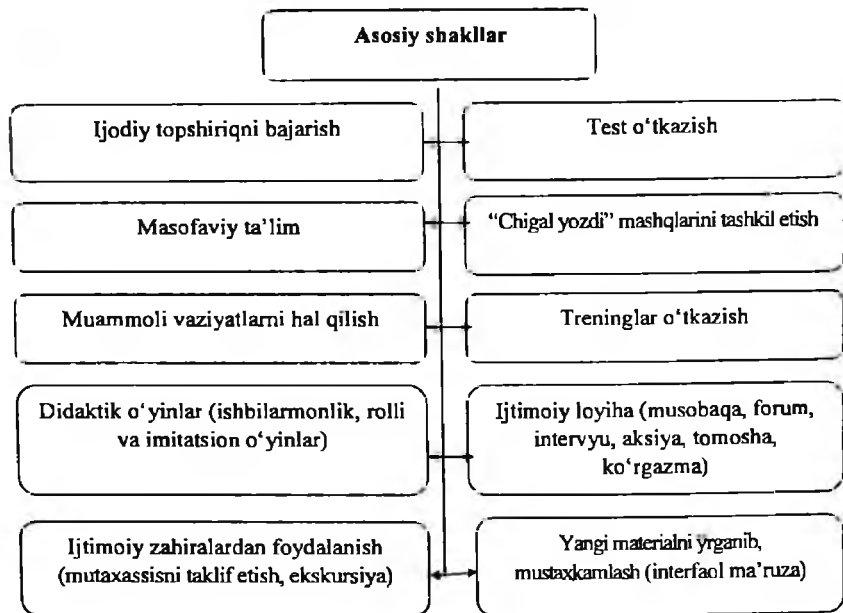 Asosiy shakllar
Ijodiy topshiriqni bajarish
Test o‘tkazish
Masofaviy ta’lim
“Chigal yozdi” mashqlarini tashkil etish
Muammoli vaziyatlarni hal qilish
Treninglar o‘tkazish
Didaktik o‘yinlar (ishbilarmonlik, rolli
va imitatsion o‘yinlar)
Ijtimoiy loyiha (musobaqa, forum,
intervyu, aksiya, tomosha,
ko‘rgazma)
Ijtimoiy zahiralardan foydalanish
(mutaxassisni taklif etish, ekskursiya)
Yangi materialni yrganib,
mustaxkamlash (interfaol ma’ruza)